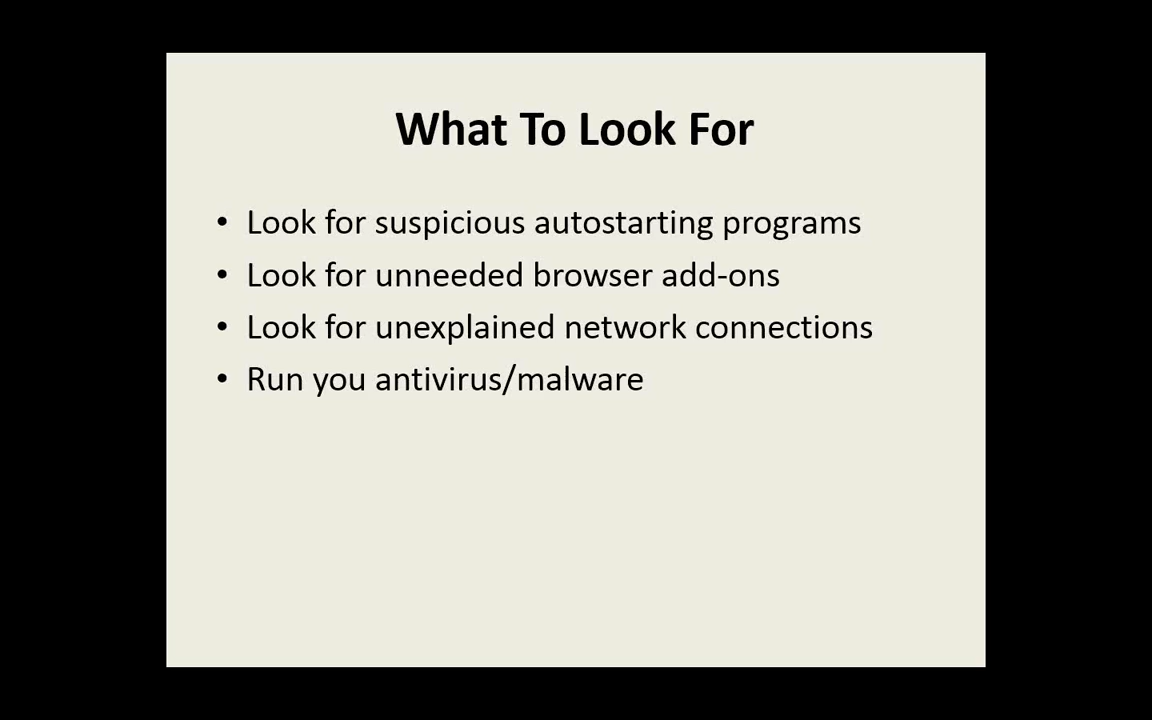 What To Look For
• Look for suspicious autostarting programs
• Look for unneeded browser add-ons
• Look for unexplained network connections
• Run you antivirus/malware